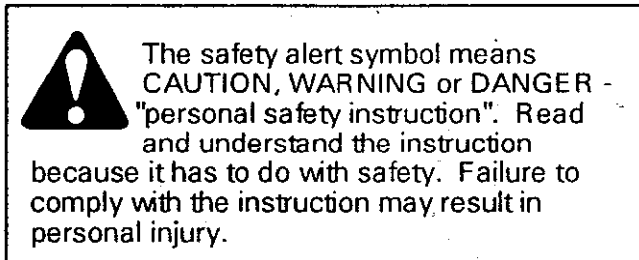 The safety alert symbol means
CAUTION, WARNING or DANGER -
"personal safety instruction". Read
and understand the instruction
because it has to do with safety. Failure to
comply with the instruction may result in
personal injury.